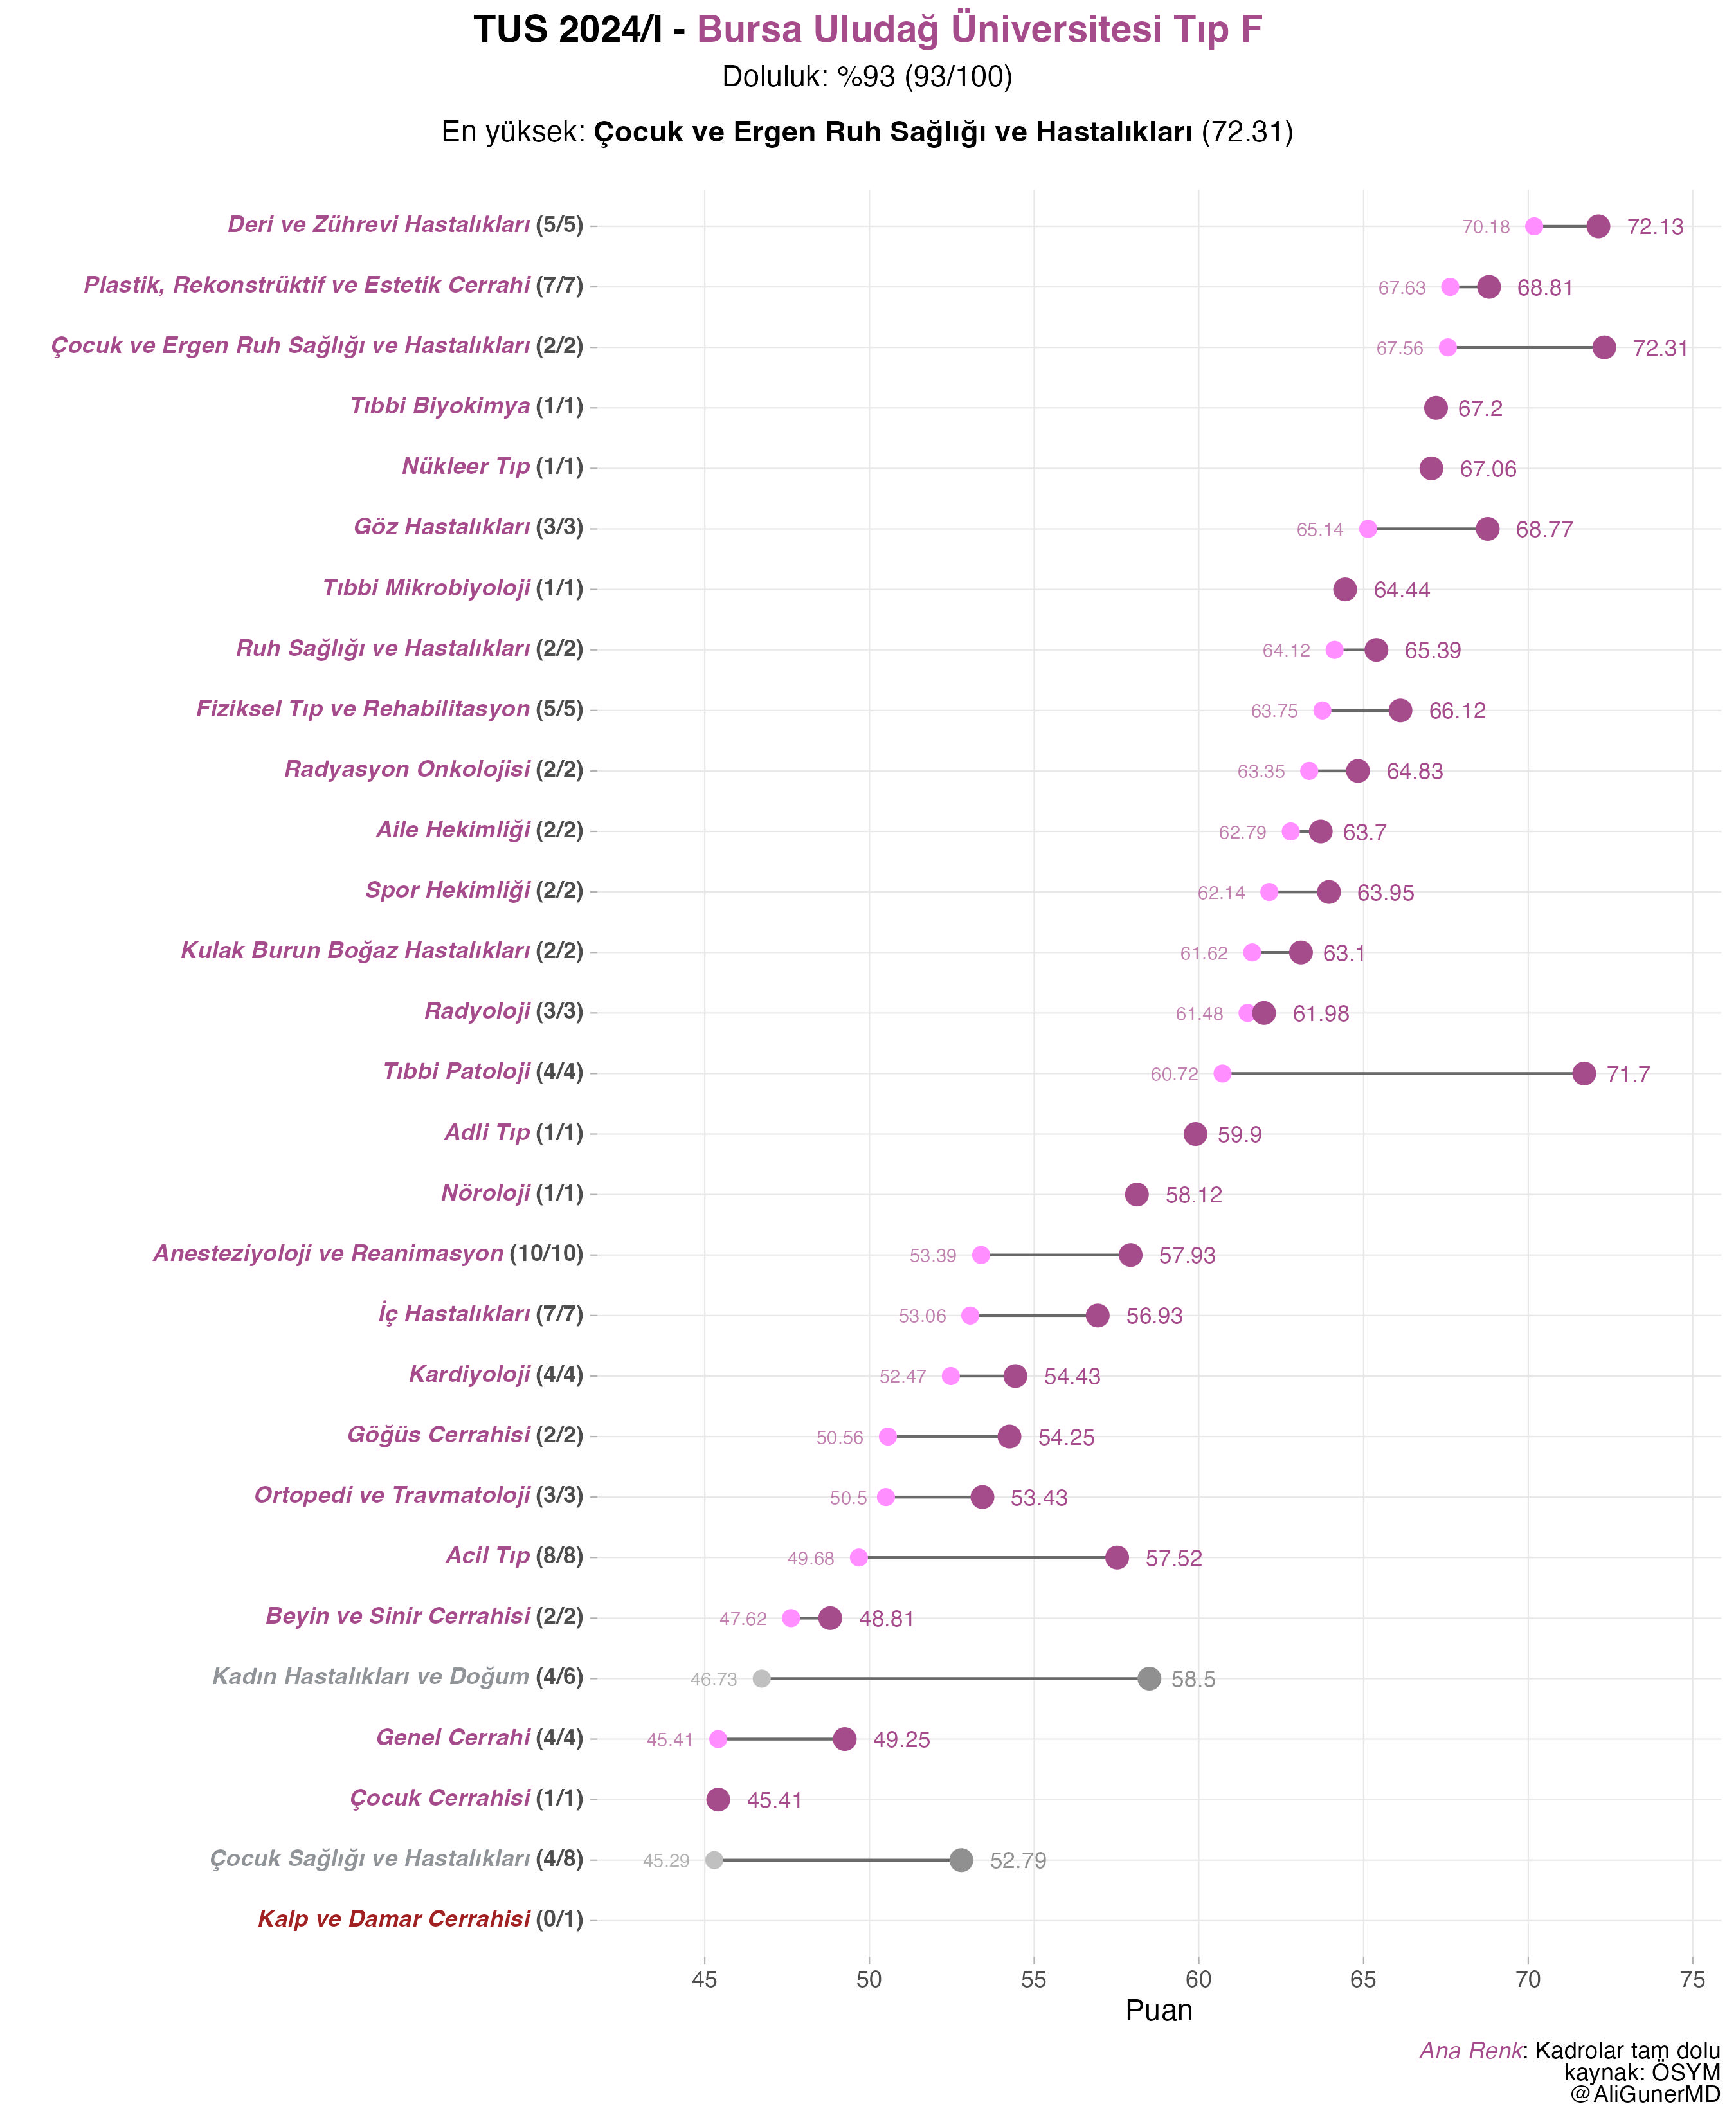 TUS 2024/I - Bursa Uludağ Üniversitesi Tıp F
Doluluk: %93 (93/100)
En yüksek: Çocuk ve Ergen Ruh Sağlığı ve Hastalıkları (72.31)
Deri ve Zührevi Hastalıkları (5/5) 70.18 72.13
Plastik, Rekonstrüktif ve Estetik Cerrahi (7/7) 67.63 68.81
Çocuk ve Ergen Ruh Sağlığı ve Hastalıkları (2/2) 67.56 72.31
Tıbbi Biyokimya (1/1) 67.2
Nükleer Tıp (1/1) 67.06
Göz Hastalıkları (3/3) 65.14 68.77
Tıbbi Mikrobiyoloji (1/1) 64.44
Ruh Sağlığı ve Hastalıkları (2/2) 64.12 65.39
Fiziksel Tıp ve Rehabilitasyon (5/5) 63.75 66.12
Radyasyon Onkolojisi (2/2) 63.35 64.83
Aile Hekimliği (2/2) 62.79 63.7
Spor Hekimliği (2/2) 62.14 63.95
Kulak Burun Boğaz Hastalıkları (2/2) 61.62 63.1
Radyoloji (3/3) 61.48 61.98
Tıbbi Patoloji (4/4) 60.72 71.7
Adli Tıp (1/1) 59.9
Nöroloji (1/1) 58.12
Anesteziyoloji ve Reanimasyon (10/10) 53.39 57.93
İç Hastalıkları (7/7) 53.06 56.93
Kardiyoloji (4/4) 52.47 54.43
Göğüs Cerrahisi (2/2) 50.56 54.25
Ortopedi ve Travmatoloji (3/3) 50.5 53.43
Acil Tıp (8/8) 49.68 57.52
Beyin ve Sinir Cerrahisi (2/2) 47.62 48.81
Kadın Hastalıkları ve Doğum (4/6) 46.73 58.5
Genel Cerrahi (4/4) 45.41 49.25
Çocuk Cerrahisi (1/1) 45.41
Çocuk Sağlığı ve Hastalıkları (4/8) 45.29 52.79
Kalp ve Damar Cerrahisi (0/1)
45 50 55 60 65 70 75
Puan
Ana Renk: Kadrolar tam dolu
kaynak: ÖSYM
@AliGunerMD